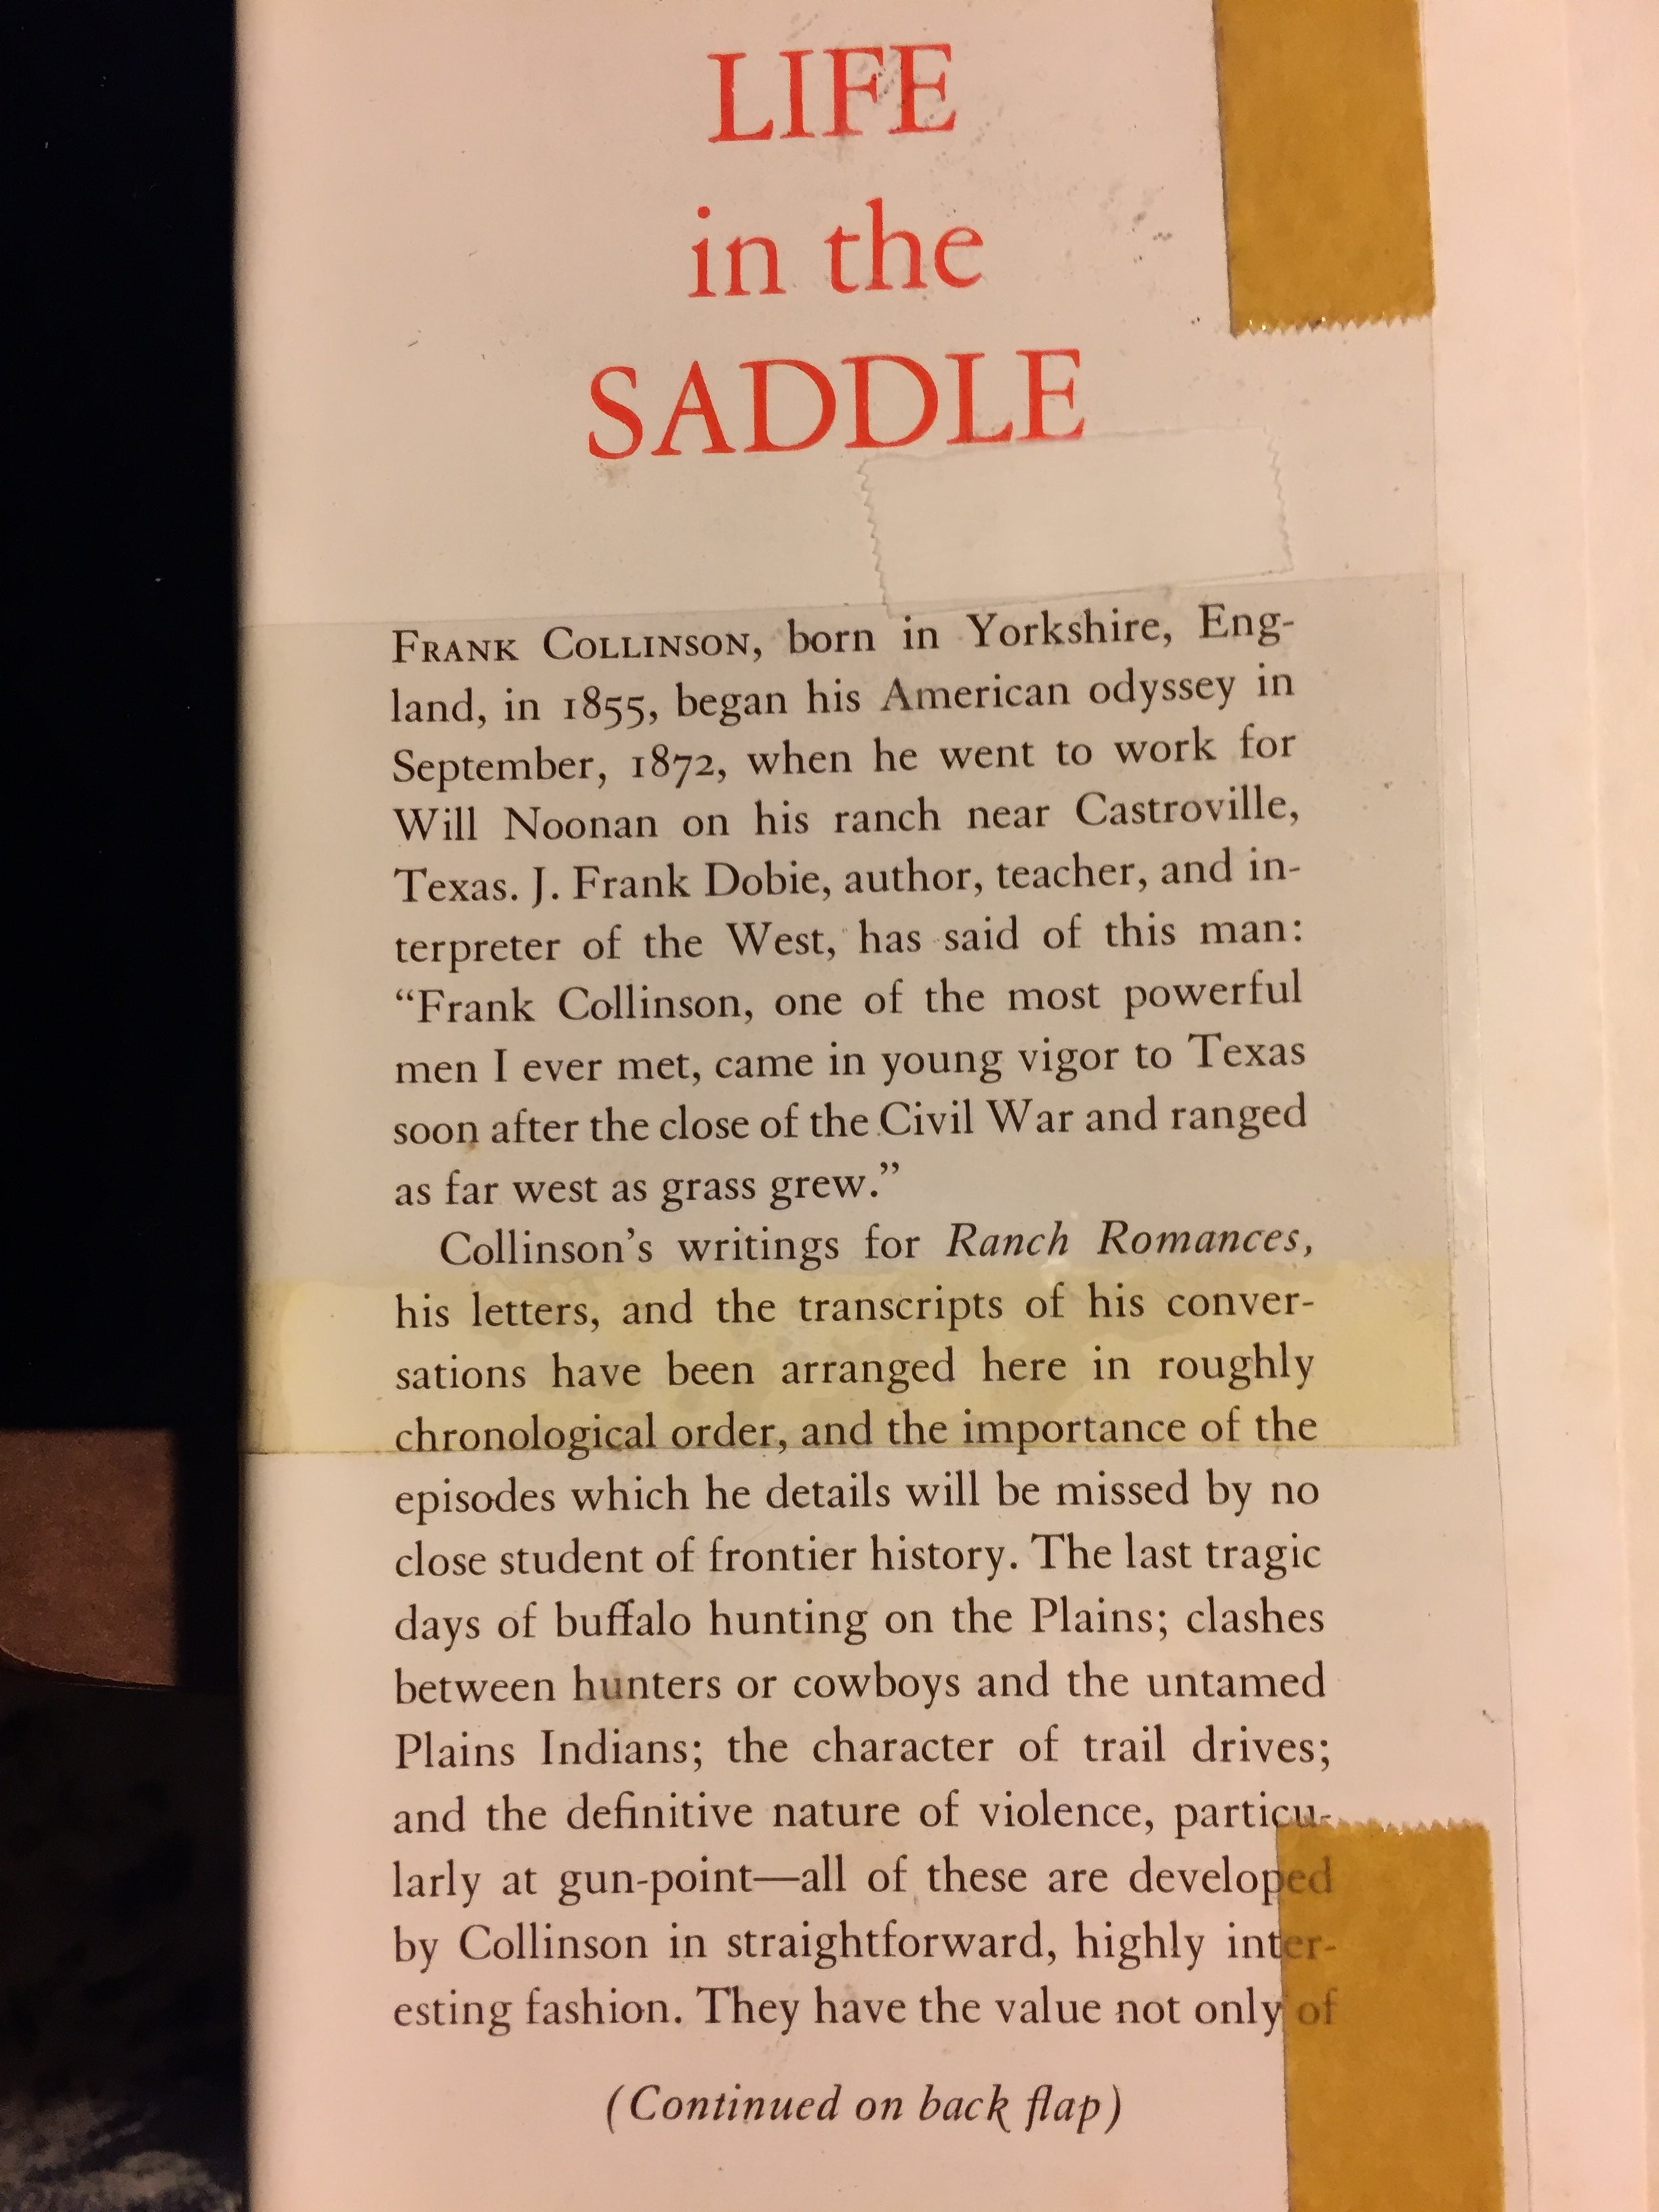 LIFE
in the
SADDLE
FRANK COLLINSON, born in Yorkshire, Eng-
land, in 1855, began his American odyssey in
September, 1872, when he went to work for
Will Noonan on his ranch near Castroville,
Texas. J. Frank Dobie, author, teacher, and in-
terpreter of the West, has said of this man:
“Frank Collinson, one of the most powerful
men I ever met, came in young vigor to Texas
soon after the close of the Civil War and ranged
as far west as grass grew.”
Collinson’s writings for Ranch Romances,
his letters, and the transcripts of his conver-
sations have been arranged here in roughly
chronological order, and the importance of the
episodes which he details will be missed by no
close student of frontier history. The last tragic
days of buffalo hunting on the Plains; clashes
between hunters or cowboys and the untamed
Plains Indians; the character of trail drives;
and the definitive nature of violence, particu-
larly at gun-point—all of these are developed
by Collinson in straightforward, highly inter-
esting fashion. They have the value not only of
(Continued on back flap)